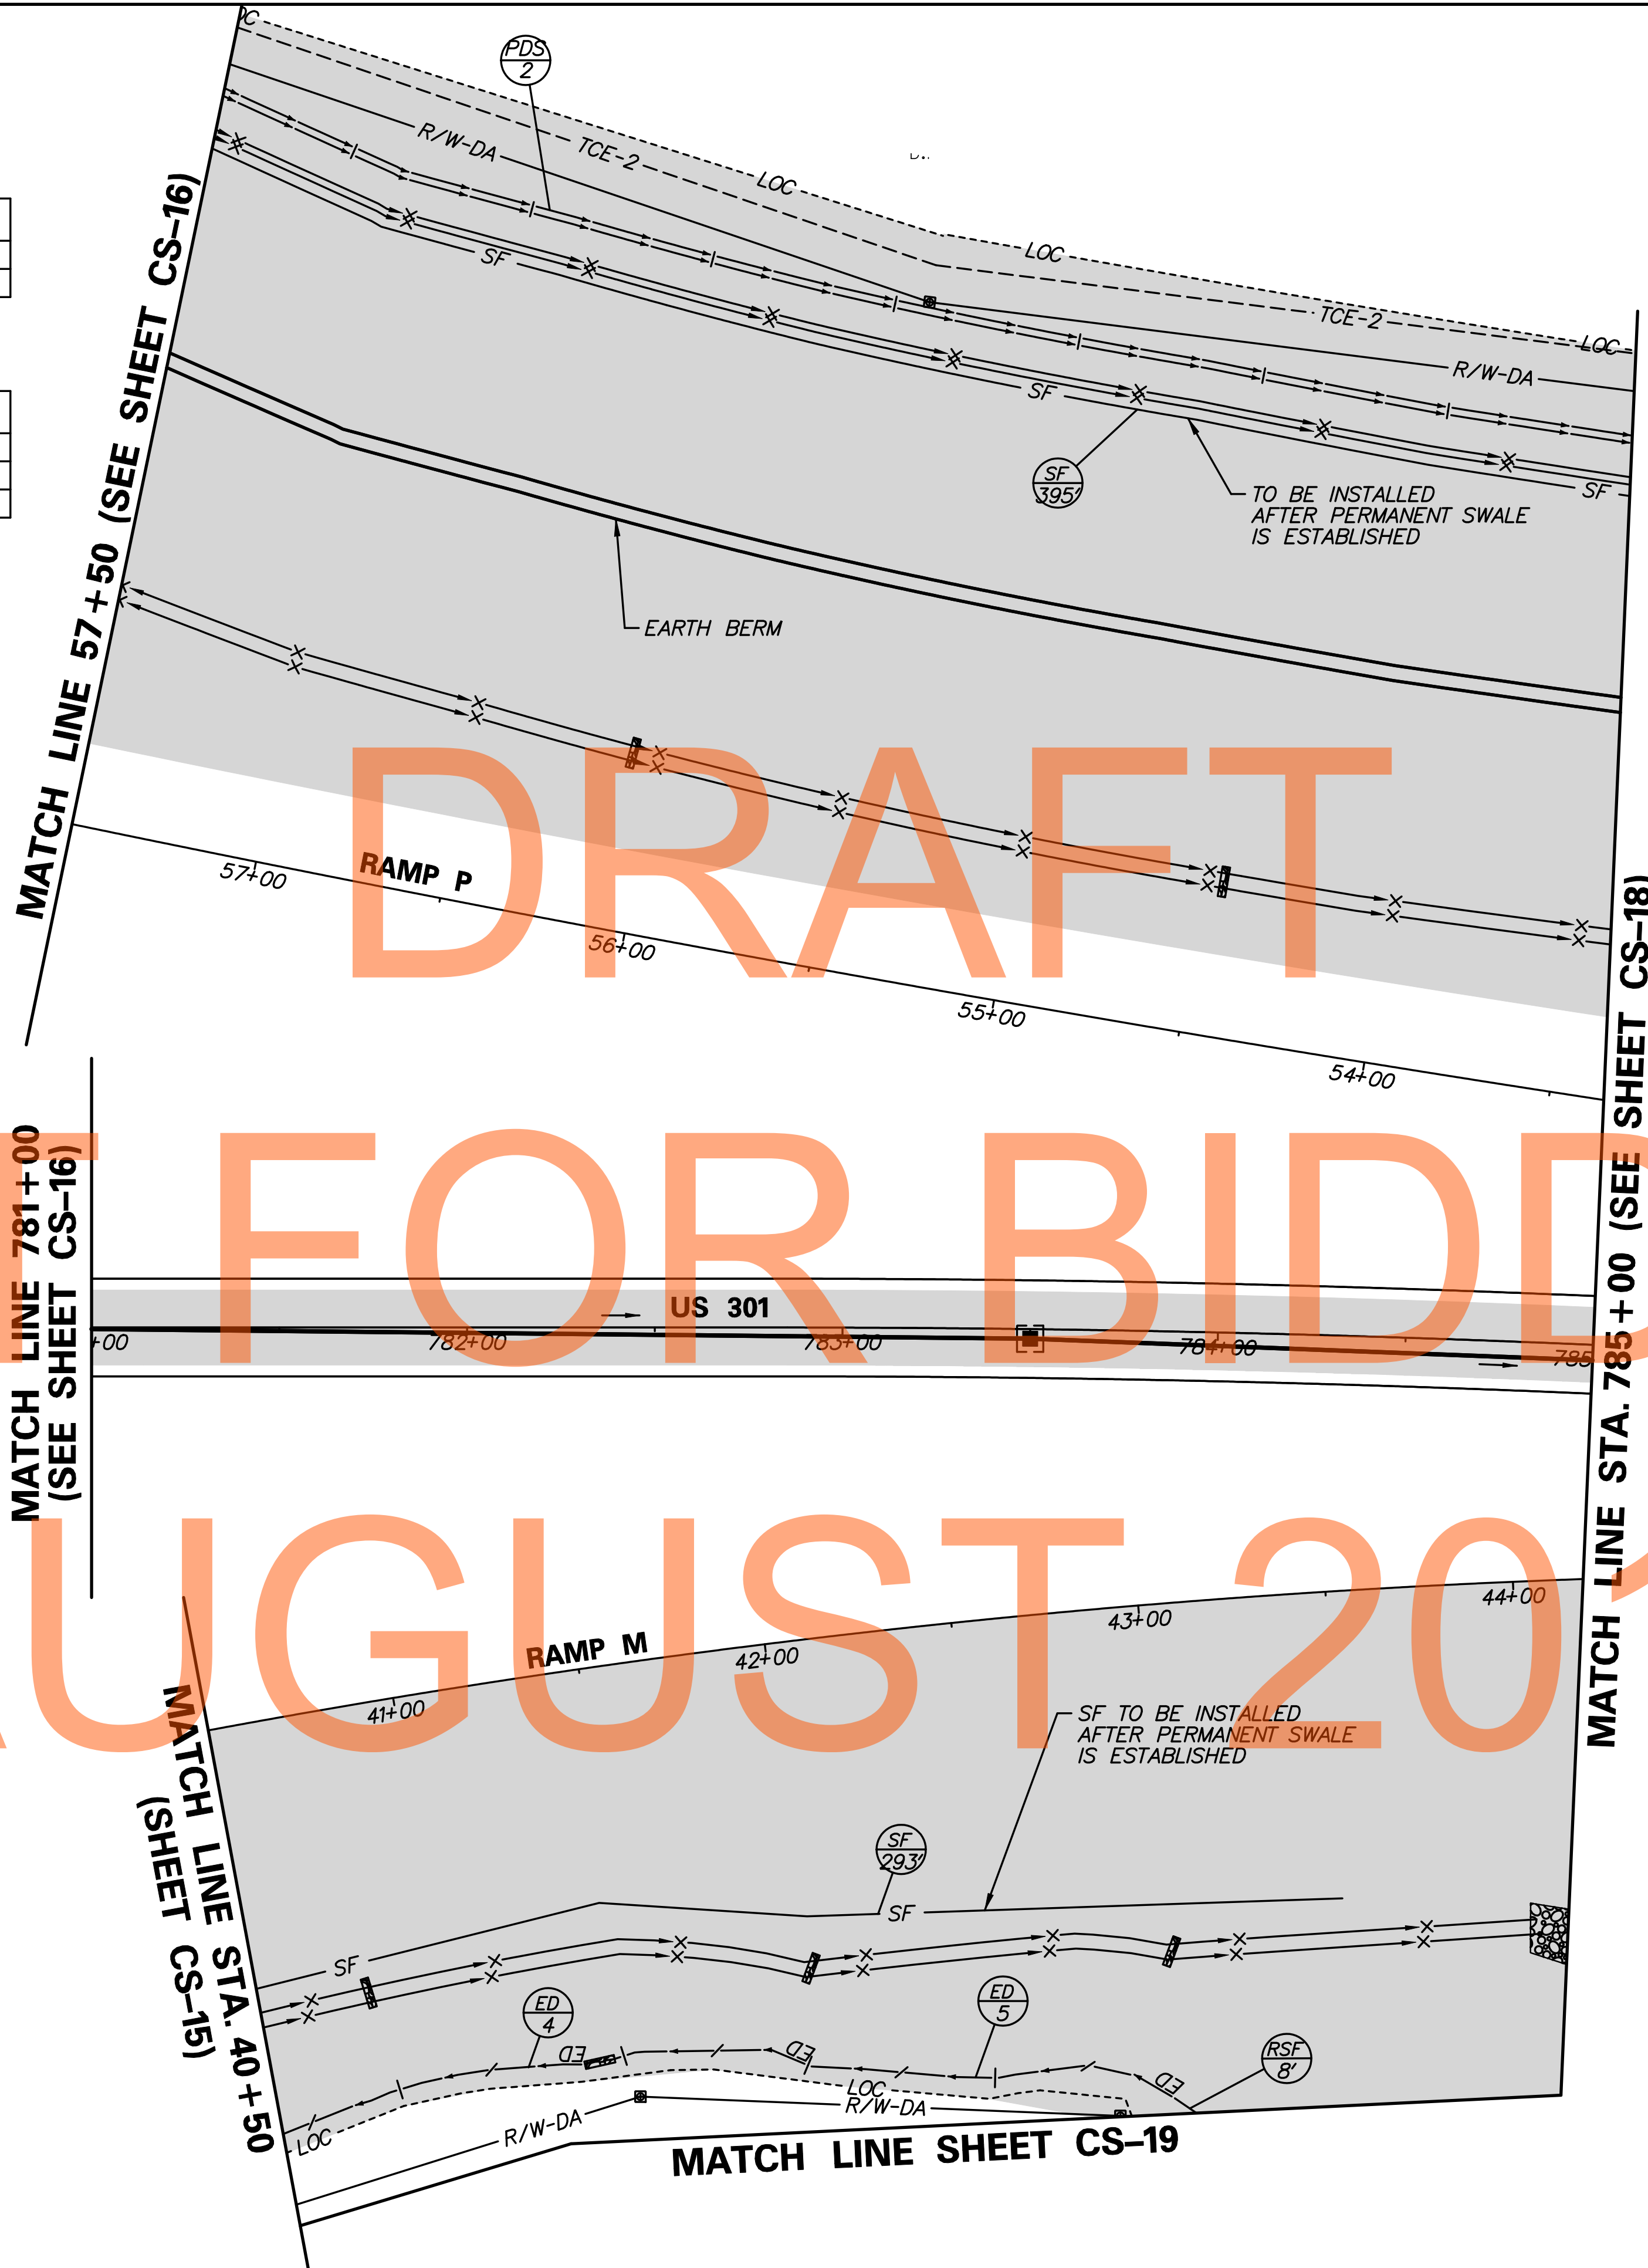 PDS
2
R/W-DA
TCE-2
LOC
LOC
TCE-2
LOC
R/W-DA
SF
SF
SF
395'
TO BE INSTALLED
AFTER PERMANENT SWALE
IS ESTABLISHED
SF
EARTH BERM
MATCH LINE 57+50 (SEE SHEET CS-16)
DRAFT
57+00
RAMP P
56+00
55+00
54+00
MATCH LINE STA. 785+00 (SEE SHEET CS-18)
MATCH LINE 781+00
(SEE SHEET CS-16)
FOR BIDD
US 301
+00
782+00
783+00
784+00
785
UGUST 20
RAMP M
41+00
42+00
43+00
44+00
SF TO BE INSTALLED
AFTER PERMANENT SWALE
IS ESTABLISHED
MATCH LINE STA. 40+50
(SHEET CS-15)
SF
293'
SF
SF
ED
4
ED
5
RSF
8'
ED
ED
ED
LOC
R/W-DA
LOC
R/W-DA
MATCH LINE SHEET CS-19